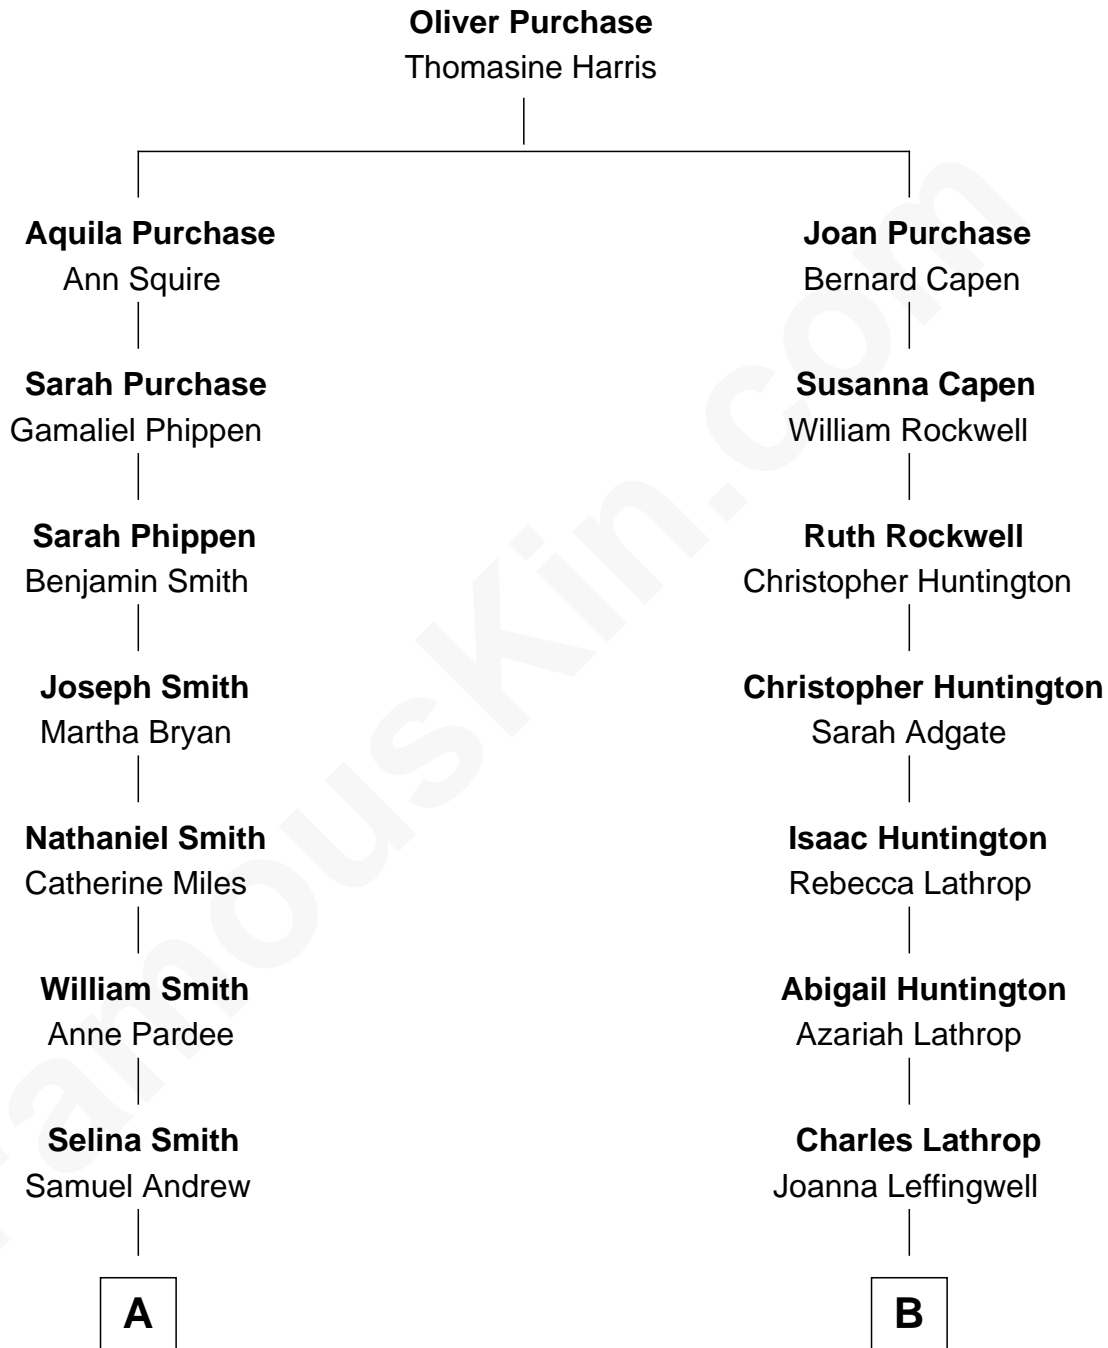 Oliver Purchase
Thomasine Harris
Aquila Purchase
Ann Squire
Sarah Purchase
Gamaliel Phippen
Sarah Phippen
Benjamin Smith
Joseph Smith
Martha Bryan
Nathaniel Smith
Catherine Miles
William Smith
Anne Pardee
Selina Smith
Samuel Andrew
A
Joan Purchase
Bernard Capen
Susanna Capen
William Rockwell
Ruth Rockwell
Christopher Huntington
Christopher Huntington
Sarah Adgate
Isaac Huntington
Rebecca Lathrop
Abigail Huntington
Azariah Lathrop
Charles Lathrop
Joanna Leffingwell
B
FamousKin.com